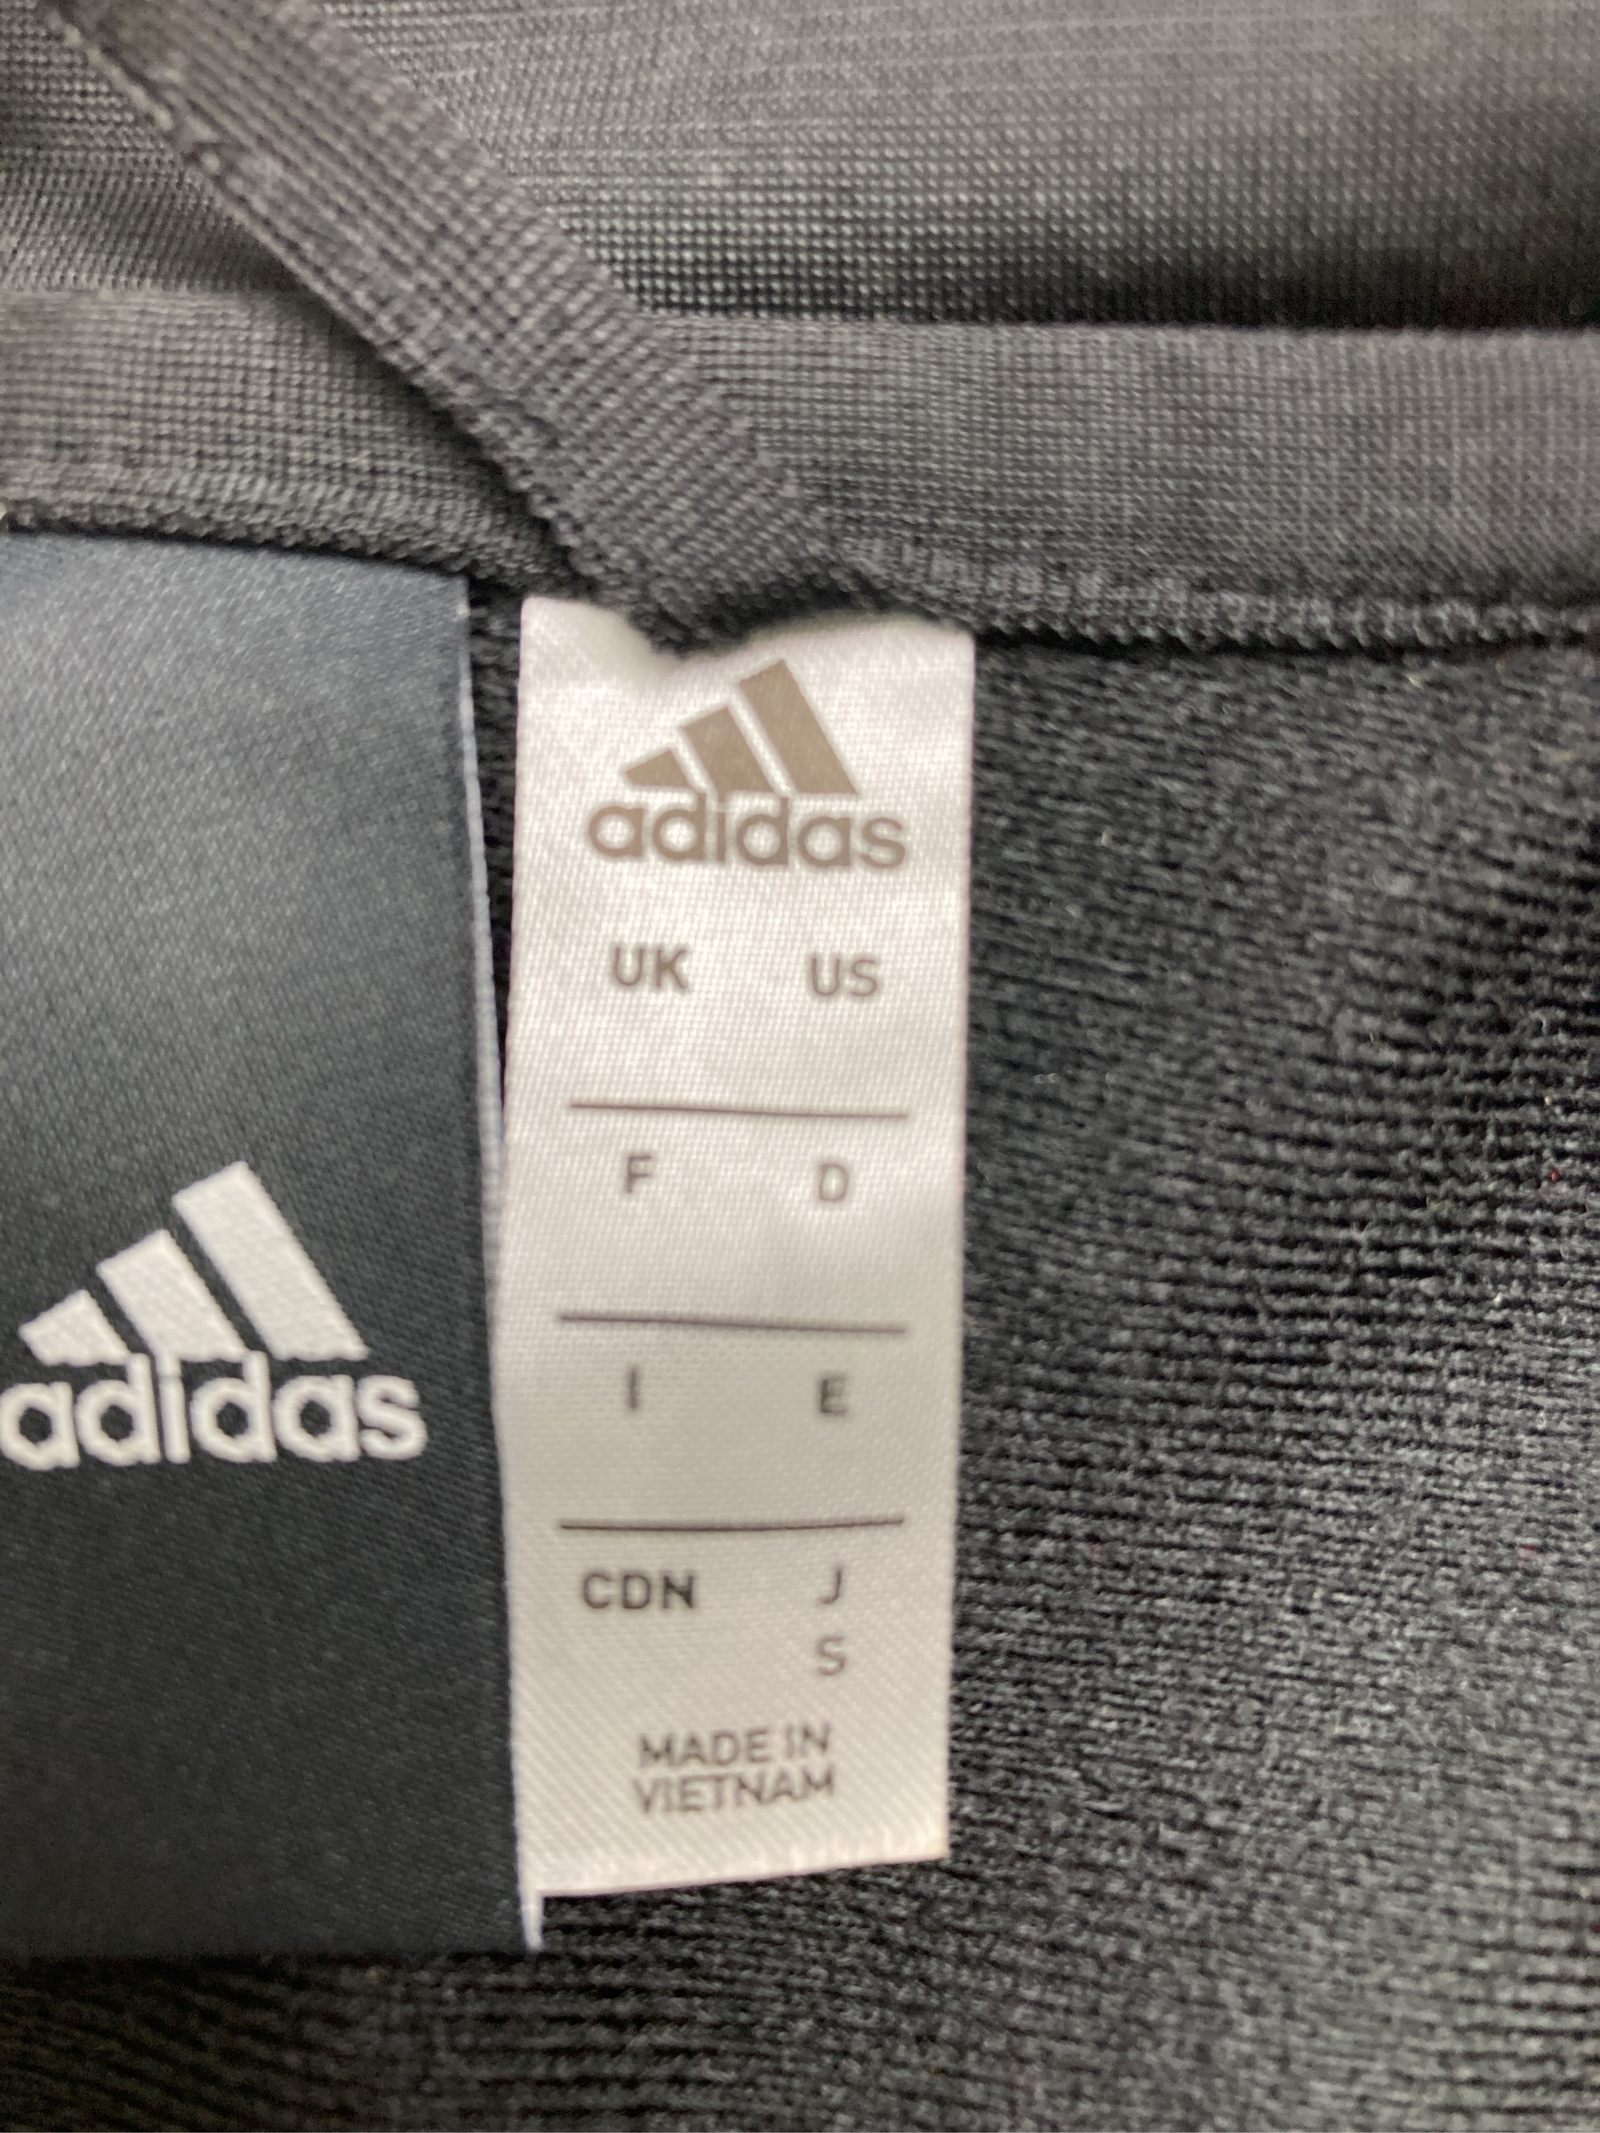 adidas
UK US
F D
I E
CDN J
S
MADE IN
VIETNAM
adidas